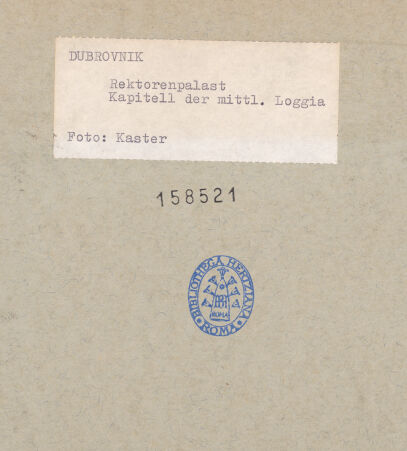 DUBROVNIK
Rektorenpalast
Kapitell der mittl. Loggia
Foto: Kaster
158521
BIBLIOTHECA HERTZIANA
ROMA